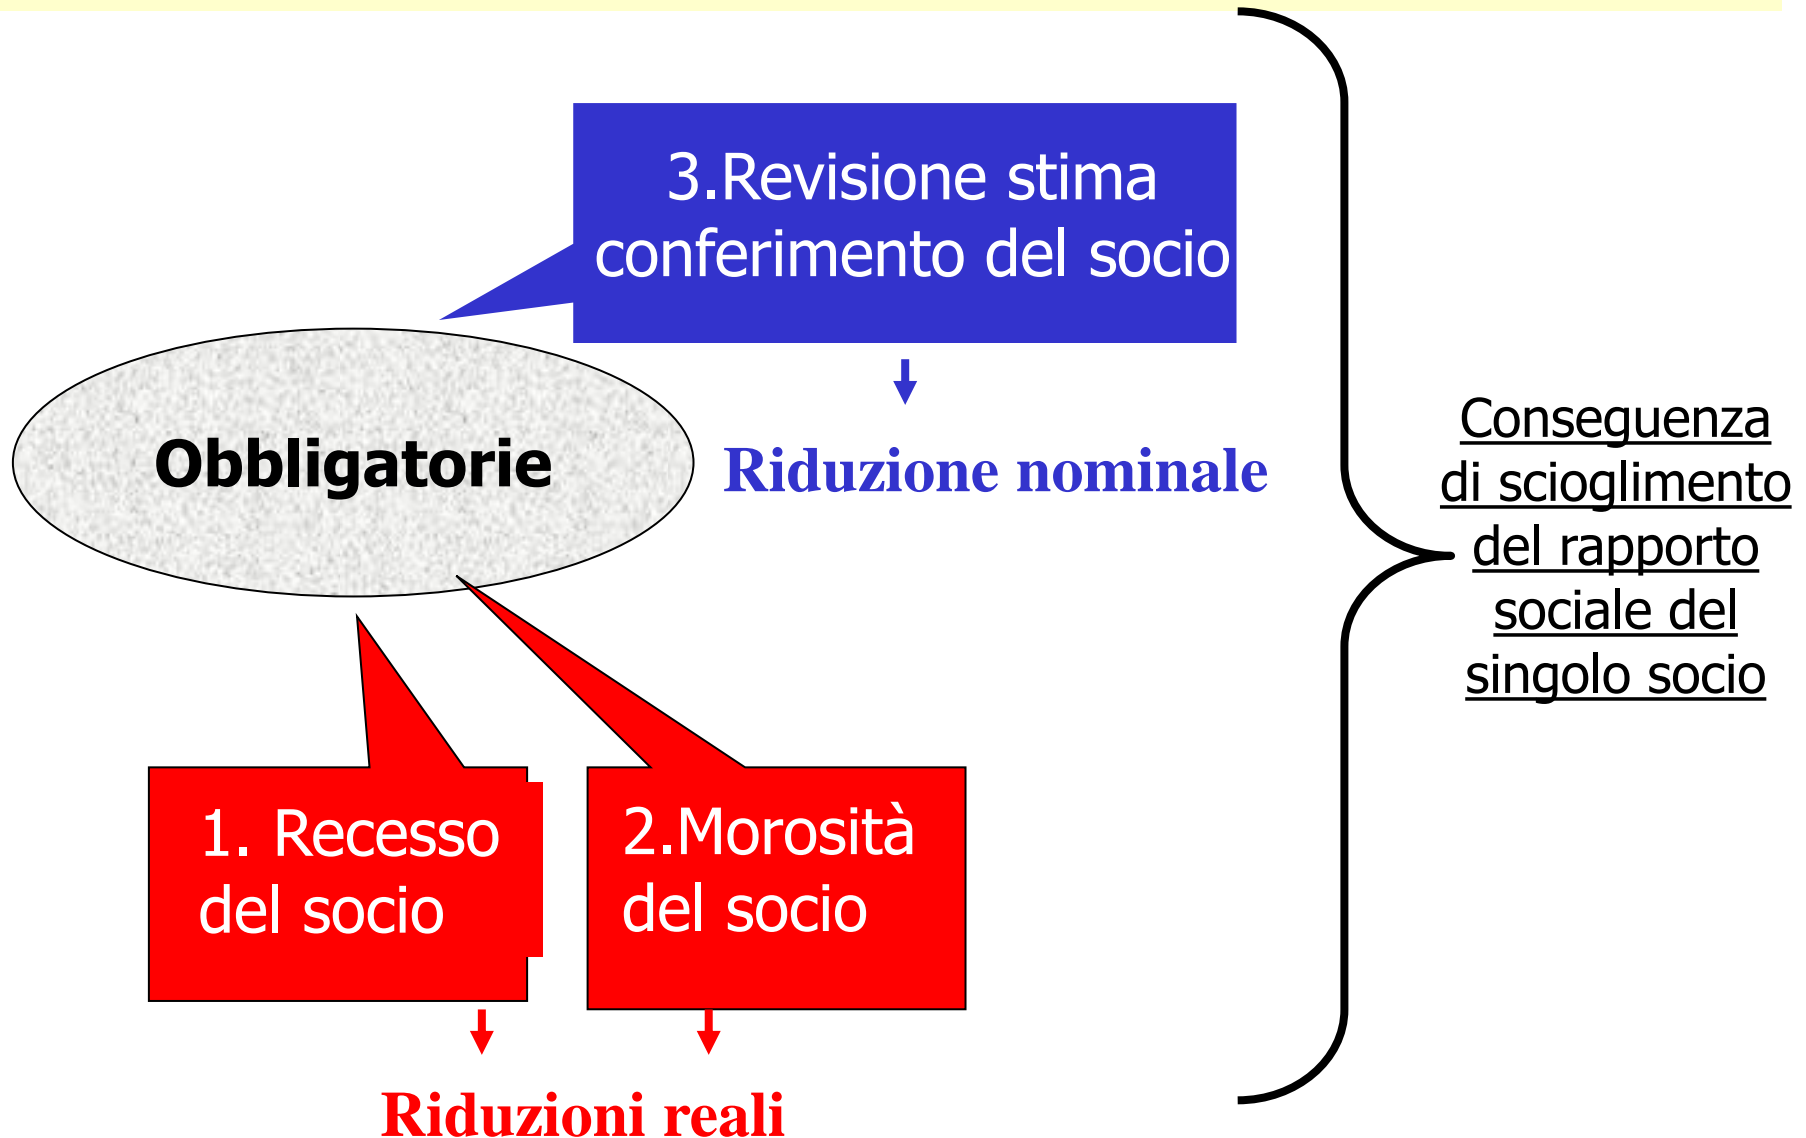 3.Revisione stima
conferimento del socio
Obbligatorie
Riduzione nominale
Conseguenza
di scioglimento
del rapporto
sociale del
singolo socio
1. Recesso
del socio
2.Morosità
del socio
Riduzioni reali